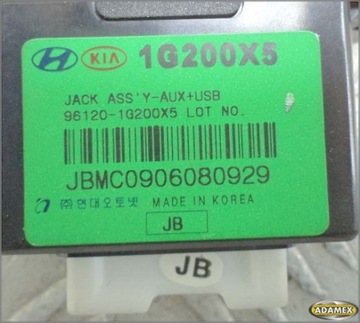 KIA 1G200X5
JACK ASS'Y-AUX+USB
96120-1G200X5 LOT NO.
JBMC0906080929
㈜현대오토넷 MADE IN KOREA
JB
JB
ADAMEX